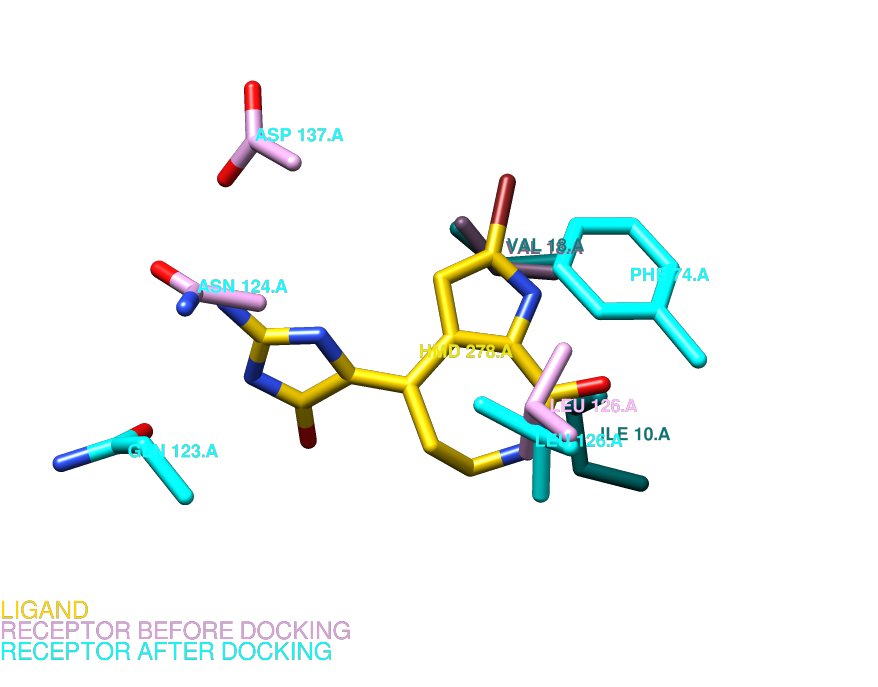 ASP 137.A
VAL 18.A
PHE 74.A
ASN 124.A
HMD 278.A
LEU 126.A
ILE 10.A
LEU 126.A
GLN 123.A
LIGAND
RECEPTOR BEFORE DOCKING
RECEPTOR AFTER DOCKING